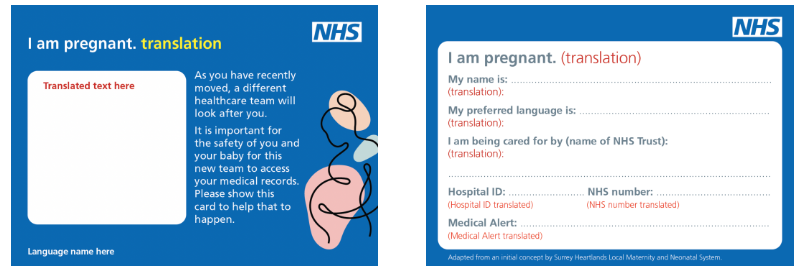 NHS
I am pregnant. translation
Translated text here
As you have recently
moved, a different
healthcare team will
look after you.
It is important for
the safety of you and
your baby for this
new team to access
your medical records.
Please show this
card to help that to
happen.
Language name here
NHS
I am pregnant. (translation)
My name is:
(translation):
My preferred language is:
(translation):
I am being cared for by (name of NHS Trust):
(translation):
Hospital ID: NHS number:
(Hospital ID translated) (NHS number translated)
Medical Alert:
(Medical Alert translated)
Adapted from an initial concept by Surrey Heartlands Local Maternity and Neonatal System.